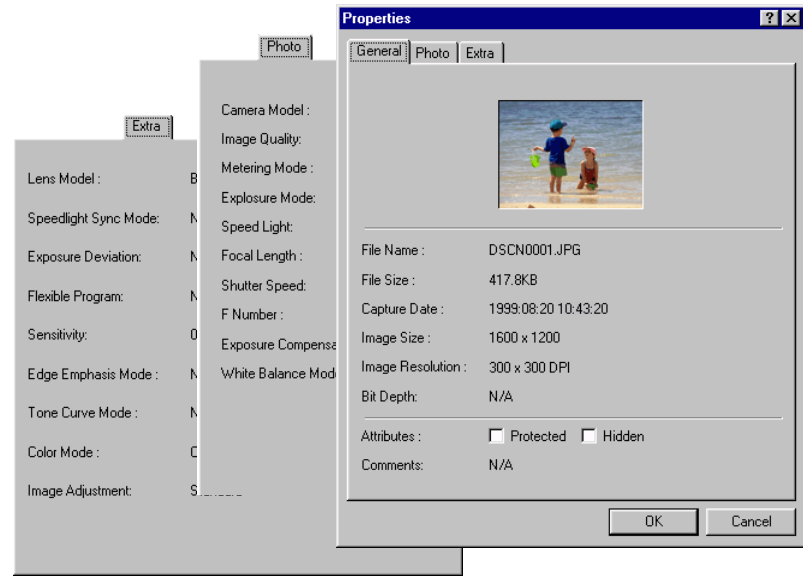 Properties
General Photo Extra
File Name : DSCN0001.JPG
File Size : 417.8KB
Capture Date : 1999:08:20 10:43:20
Image Size : 1600 x 1200
Image Resolution : 300 x 300 DPI
Bit Depth: N/A
Attributes : Protected Hidden
Comments: N/A
OK Cancel
Photo
Camera Model :
Image Quality:
Metering Mode :
Explosure Mode:
Speed Light:
Focal Length :
Shutter Speed:
F Number :
Exposure Compensa
White Balance Mod
Extra
Lens Model : B
Speedlight Sync Mode: N
Exposure Deviation: N
Flexible Program: N
Sensitivity: 0
Edge Emphasis Mode : N
Tone Curve Mode : N
Color Mode :
Image Adjustment: